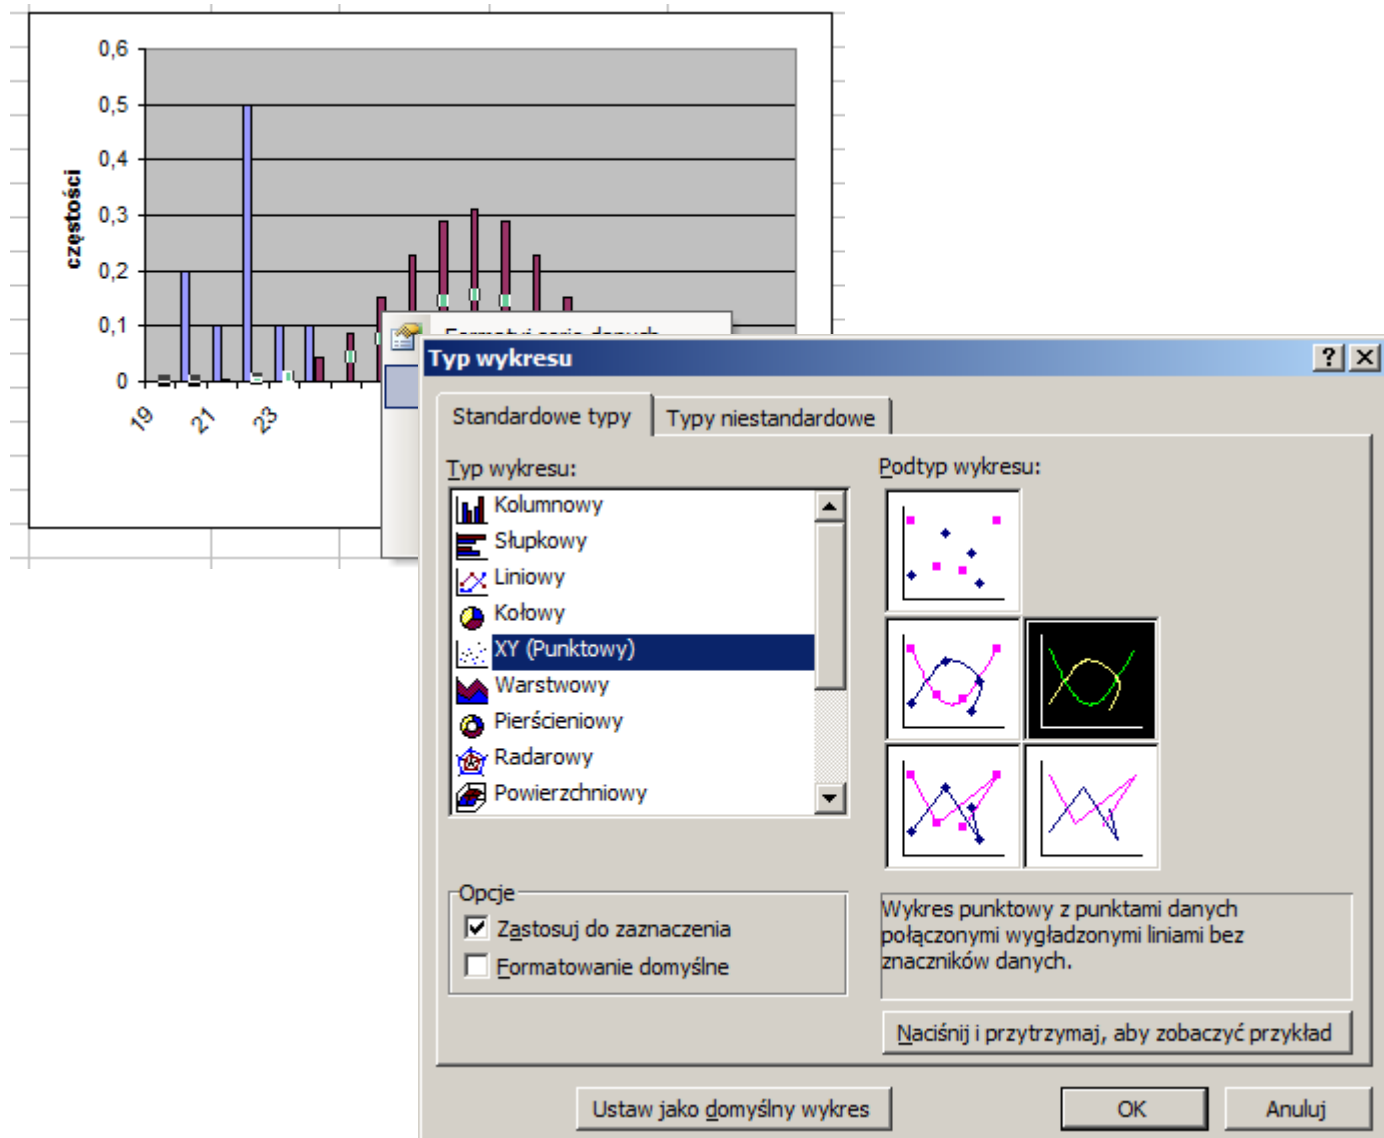 0,6
0,5
0,4
0,3
0,2
0,1
0
częstości
19
21
23
Formatuj serię danych
Typ wykresu
Standardowe typy
Typy niestandardowe
Typ wykresu:
Kolumnowy
Słupkowy
Liniowy
Kołowy
XY (Punktowy)
Warstwowy
Pierścieniowy
Radarowy
Powierzchniowy
Podtyp wykresu:
Opcje
Zastosuj do zaznaczenia
Formatowanie domyślne
Wykres punktowy z punktami danych
połączonymi wygładzonymi liniami bez
znaczników danych.
Naciśnij i przytrzymaj, aby zobaczyć przykład
Ustaw jako domyślny wykres
OK
Anuluj